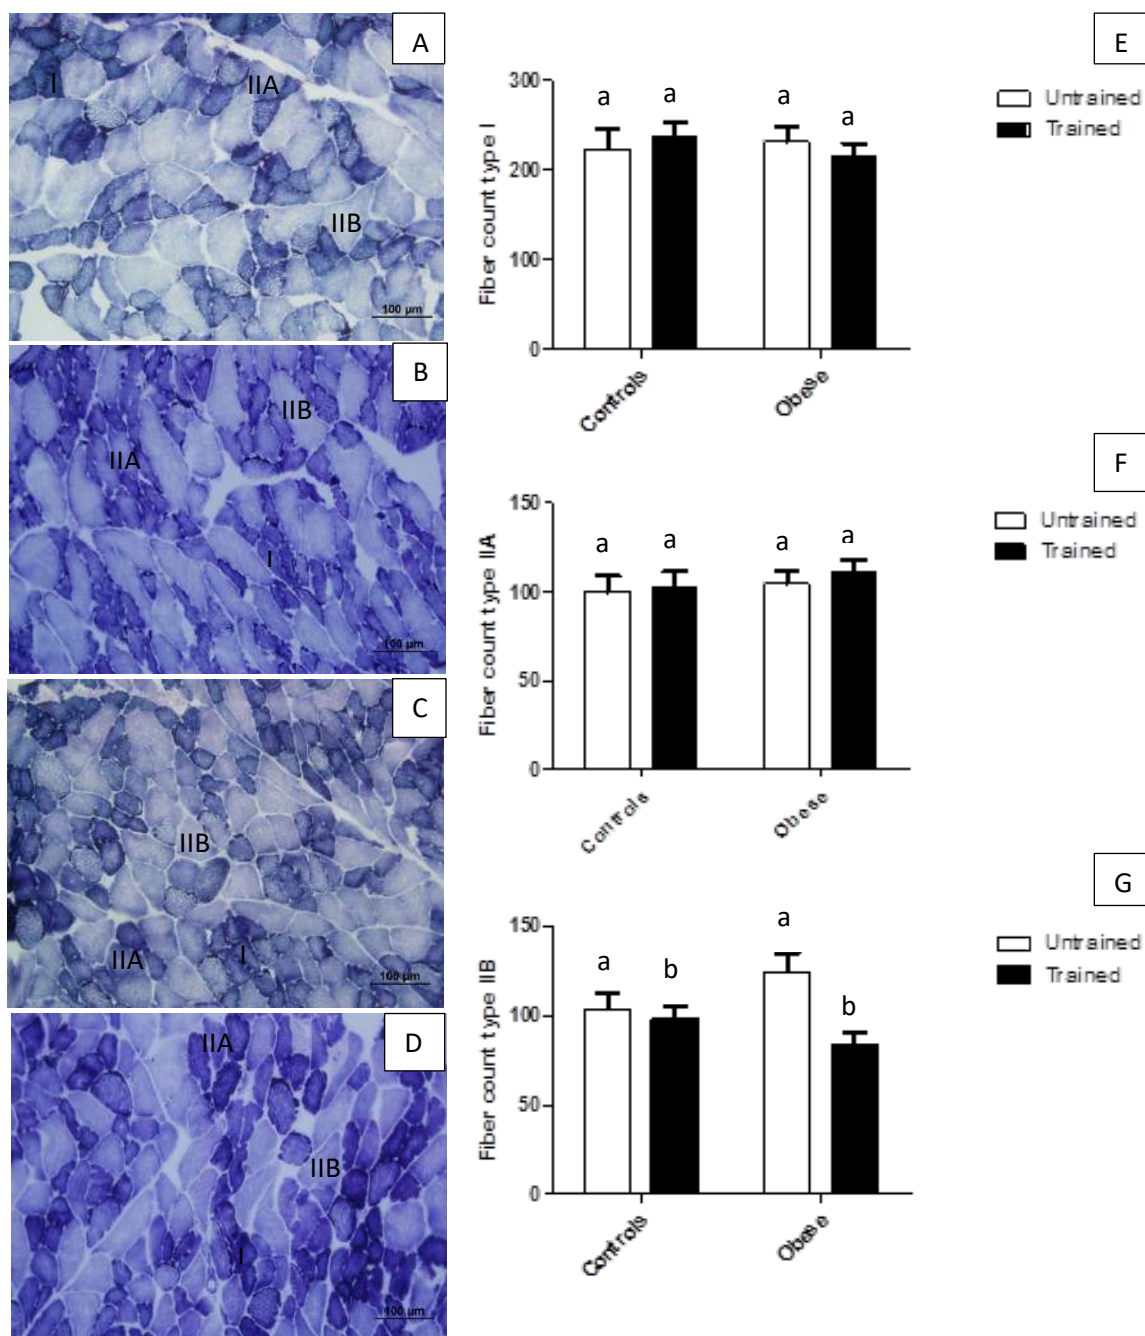 A
I
IIA
IIB
100 µm
B
IIB
IIA
I
100 µm
C
IIB
IIA
I
100 µm
D
IIA
IIB
I
100 µm
E
Fiber count type I
300
200
100
0
a
a
a
a
Controls
Obese
Untrained
Trained
F
Fiber count type IIA
150
100
50
0
a
a
a
a
Controls
Obese
Untrained
Trained
G
Fiber count type IIB
150
100
50
0
a
b
a
b
Controls
Obese
Untrained
Trained